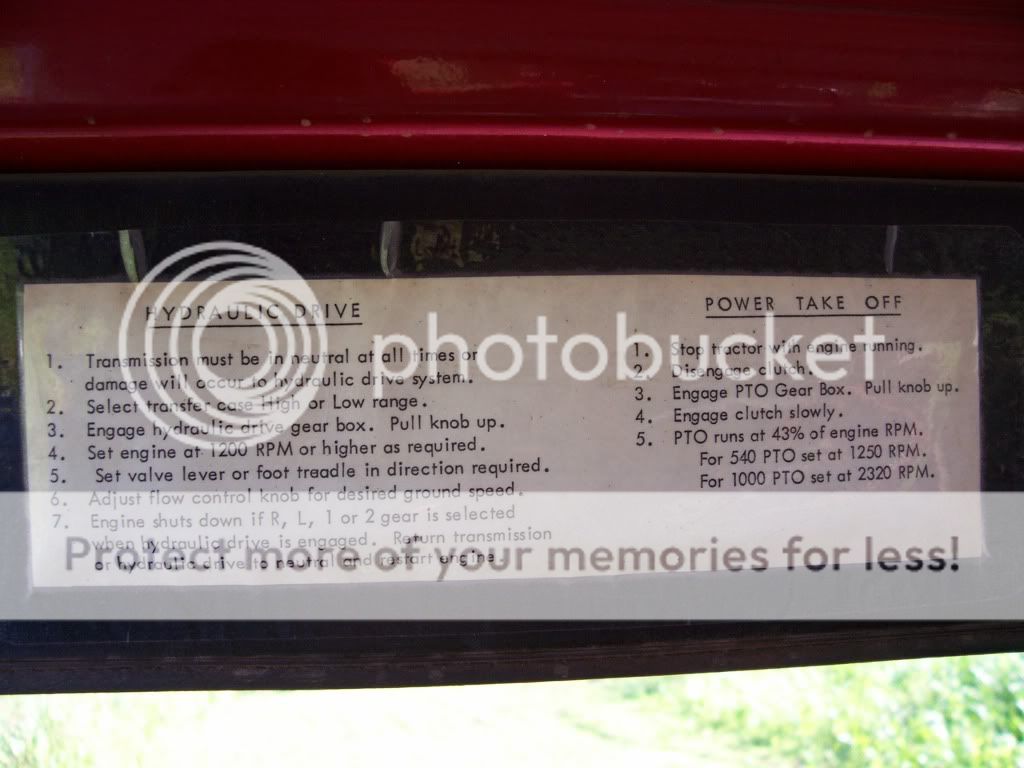 HYDRAULIC DRIVE
1. Transmission must be in neutral at all times or
damage will occur to hydraulic drive system.
2. Select transfer case High or Low range.
3. Engage hydraulic drive gear box. Pull knob up.
4. Set engine at 1200 RPM or higher as required.
5. Set valve lever or foot treadle in direction required.
6. Adjust flow control knob for desired ground speed.
7. Engine shuts down if R, L, 1 or 2 gear is selected
when hydraulic drive is engaged. Return transmission
or hydraulic drive to neutral and restart engine.
POWER TAKE OFF
1. Stop tractor with engine running.
2. Disengage clutch.
3. Engage PTO Gear Box. Pull knob up.
4. Engage clutch slowly.
5. PTO runs at 43% of engine RPM.
For 540 PTO set at 1250 RPM.
For 1000 PTO set at 2320 RPM.
photobucket
Protect more of your memories for less!